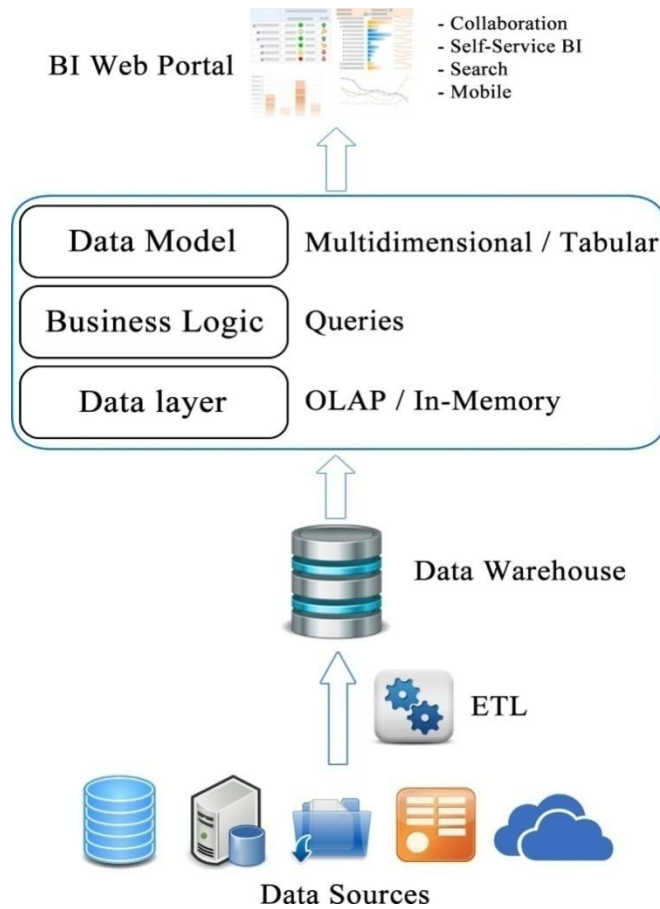 BI Web Portal
- Collaboration
- Self-Service BI
- Search
- Mobile
Data Model
Multidimensional / Tabular
Business Logic
Queries
Data layer
OLAP / In-Memory
Data Warehouse
ETL
Data Sources